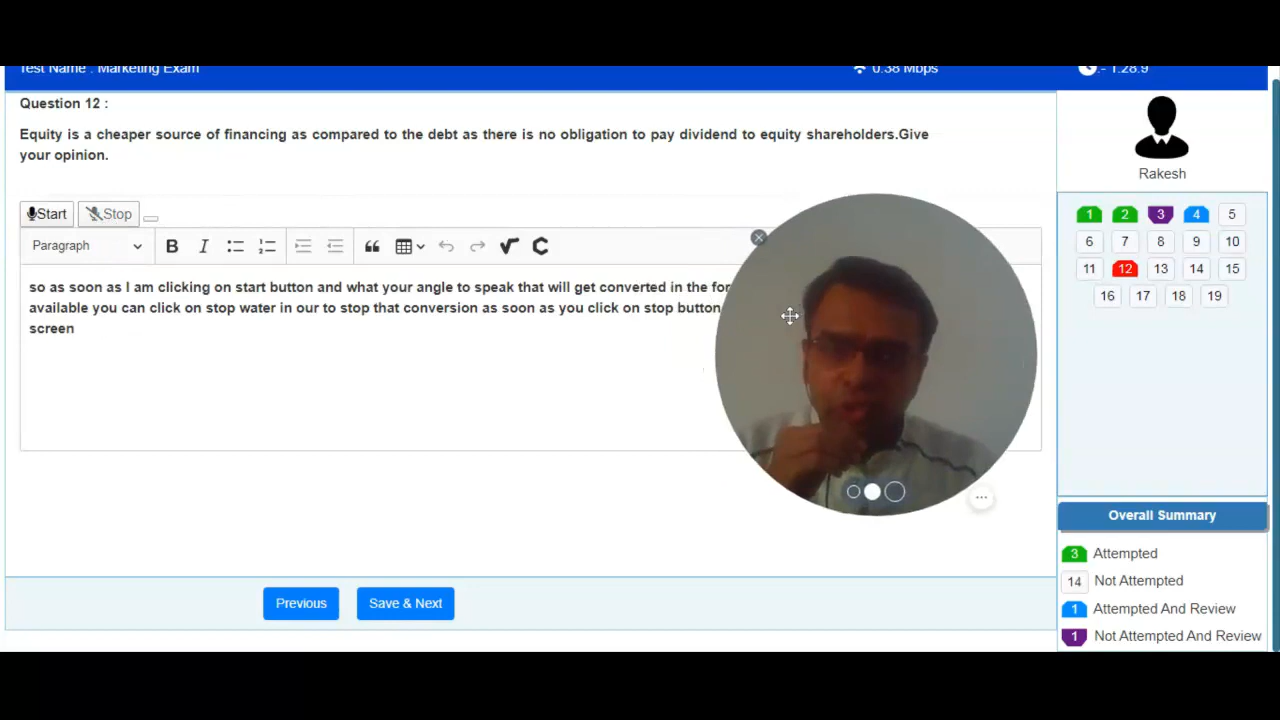 Test Name : Marketing Exam
0.38 Mbps
:- 1:28:9
Question 12 :
Equity is a cheaper source of financing as compared to the debt as there is no obligation to pay dividend to equity shareholders.Give
your opinion.
Rakesh
Start
Stop
Paragraph
so as soon as I am clicking on start button and what your angle to speak that will get converted in the for
available you can click on stop water in our to stop that conversion as soon as you click on stop button
screen
1 2 3 4 5
6 7 8 9 10
11 12 13 14 15
16 17 18 19
Overall Summary
3 Attempted
14 Not Attempted
1 Attempted And Review
1 Not Attempted And Review
Previous
Save & Next